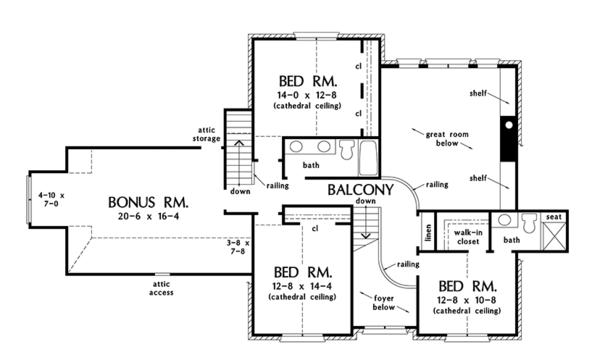 BED RM.
14-0 x 12-8
(cathedral ceiling)
cl
cl
shelf
great room
below
shelf
attic
storage
bath
railing
down
railing
BALCONY
down
4-10 x
7-0
BONUS RM.
20-6 x 16-4
3-8 x
7-8
attic
access
cl
BED RM.
12-8 x 14-4
(cathedral ceiling)
railing
foyer
below
linen
walk-in
closet
bath
seat
BED RM.
12-8 x 10-8
(cathedral ceiling)